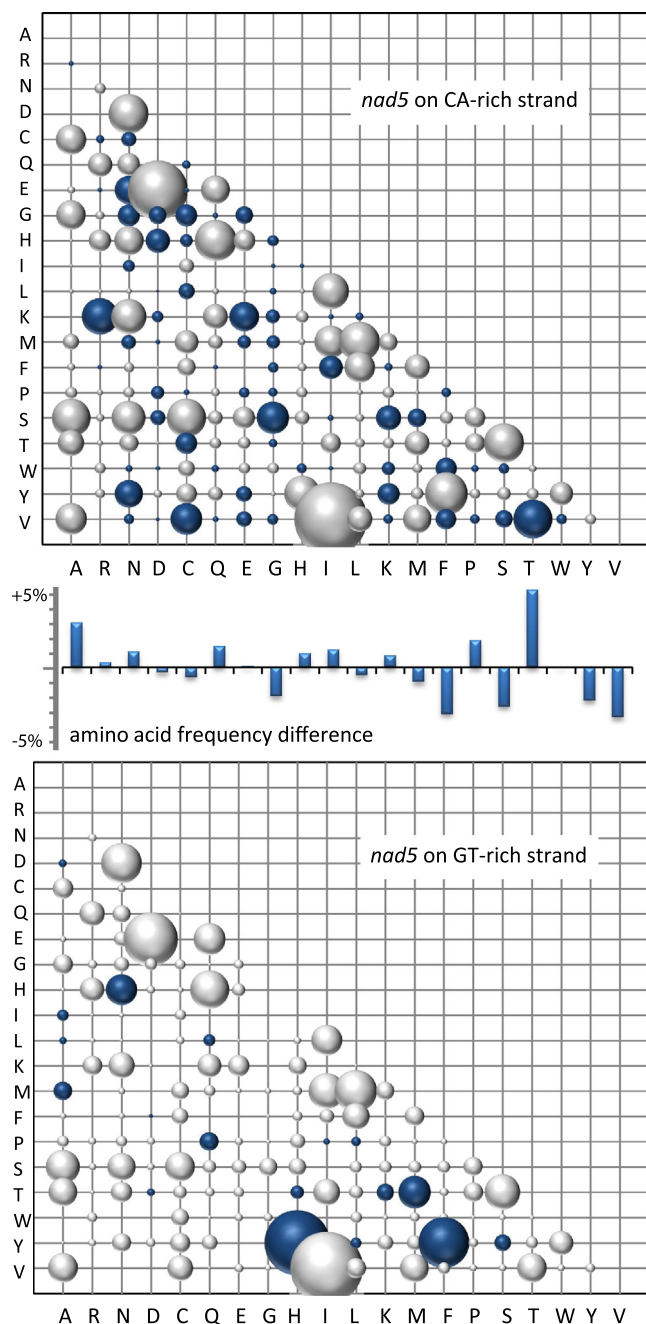 A
R
N
D
nad5 on CA-rich strand
C
Q
E
G
H
I
L
K
M
F
P
S
T
W
Y
V
A R N D C Q E G H I L K M F P S T W Y V
+5%
-5%
amino acid frequency difference
A
R
N
D
nad5 on GT-rich strand
C
Q
E
G
H
I
L
K
M
F
P
S
T
W
Y
V
A R N D C Q E G H I L K M F P S T W Y V